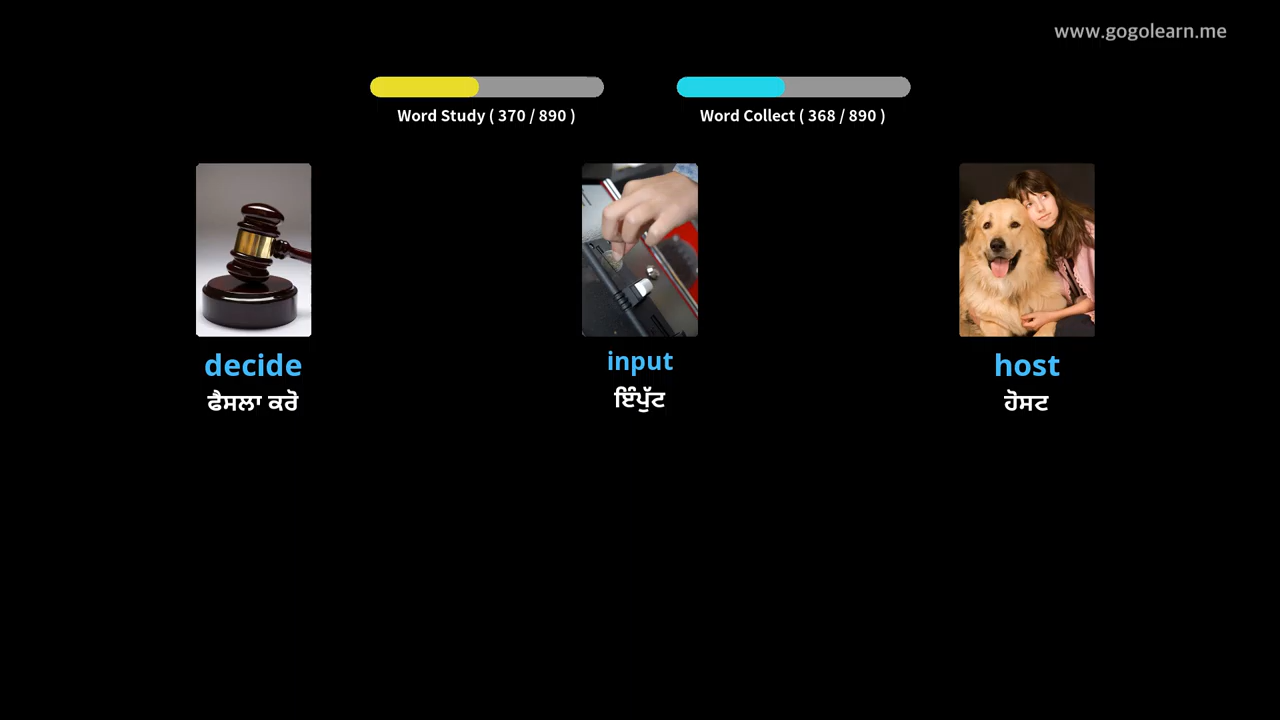 www.gogolearn.me
Word Study ( 370 / 890 )
Word Collect ( 368 / 890 )
decide
ਫੈਸਲਾ ਕਰੋ
input
ਇੰਪੁੱਟ
host
ਹੋਸਟ